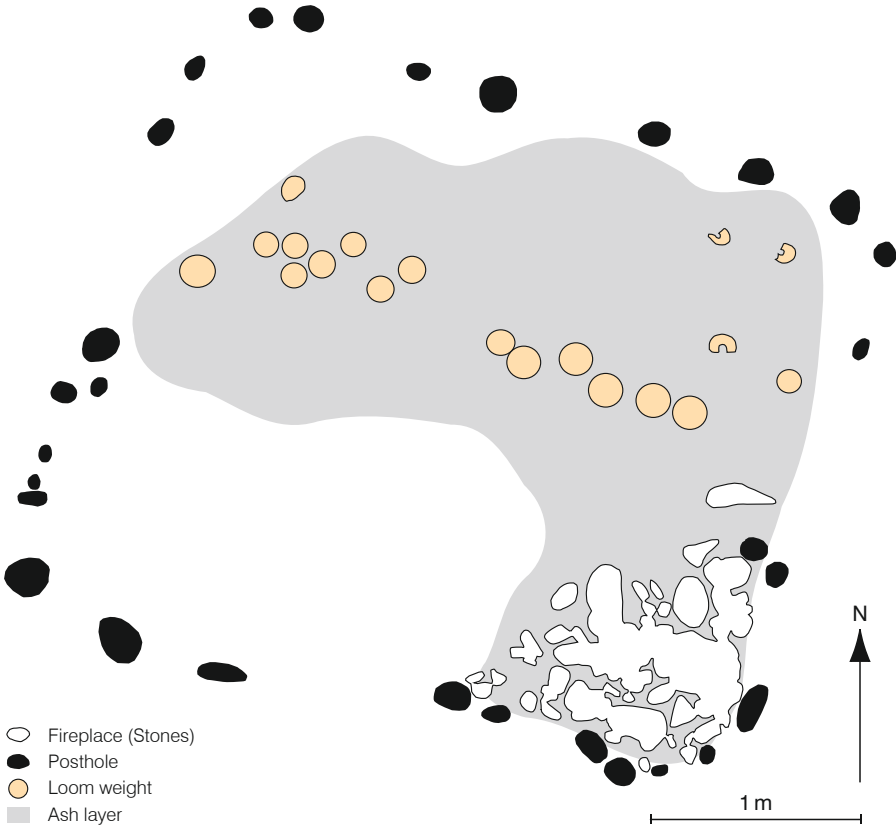 N
Fireplace (Stones)
Posthole
Loom weight
Ash layer
1 m